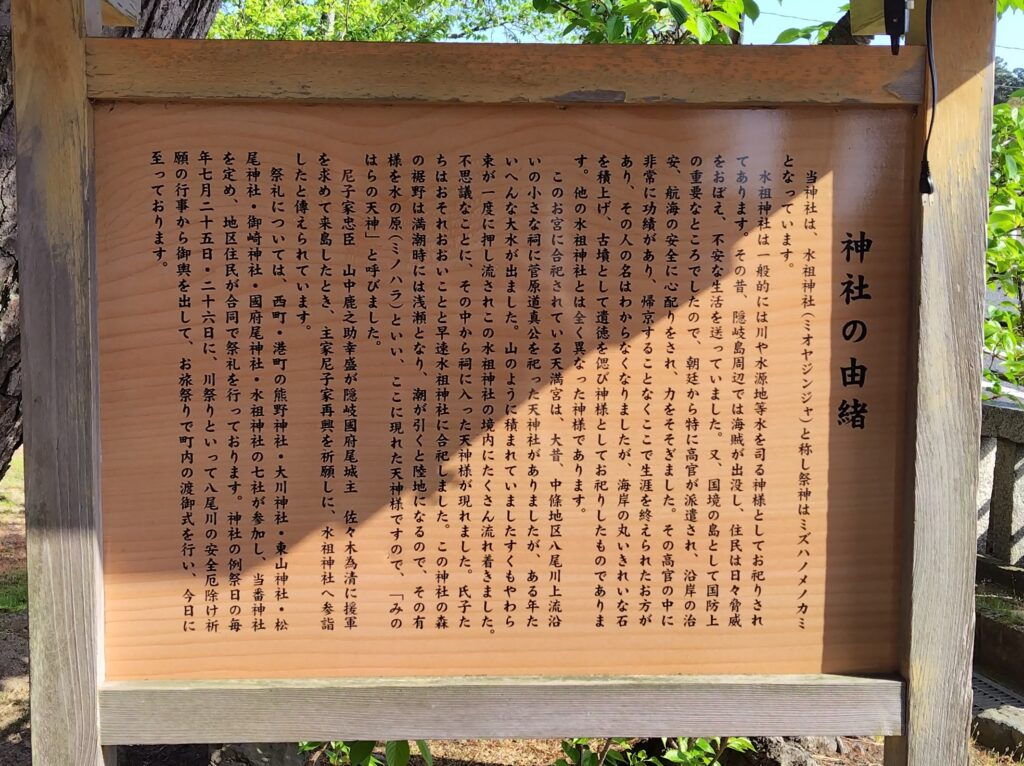 神社の由緒
当神社は、水祖神社（ミオヤジンジャ）と称し祭神はミズハノメノカミ
となっています。
水祖神社は一般的には川や水源地等水を司る神様としてお祀りされ
てあります。その昔、隠岐島周辺では海賊が出没し、住民は日々脅威
をおぼえ、不安な生活を送っていました。又、国境の島として国防上
の重要なところでしたので、朝廷から特に高官が派遣され、沿岸の治
安、航海の安全に心配りをされ、力をそそぎました。その高官の中に
非常に功績があり、帰京することなくここで生涯を終えられたお方が
あり、その人の名はわからなくなりましたが、海岸の丸いきれいな石
を積上げ、古墳として遺徳を偲び神様としてお祀りしたものでありま
す。他の水祖神社とは全く異なった神様であります。
このお宮に合祀されている天満宮は、大昔、中條地区八尾川上流沿
いの小さな祠に菅原道真公を祀った天神社がありましたが、ある年た
いへんな大水が出ました。山のように積まれていましたすくもやわら
束が一度に押し流されこの水祖神社の境内にたくさん流れ着きました。
不思議なことに、その中から祠に入った天神様が現れました。氏子た
ちはおそれおおいことと早速水祖神社に合祀しました。この神社の森
の裾野は満潮時には浅瀬となり、潮が引くと陸地になるので、その有
様を水の原（ミノハラ）といい、ここに現れた天神様ですので、「みの
はらの天神」と呼びました。
尼子家忠臣　山中鹿之助幸盛が隠岐國府尾城主　佐々木為清に援軍
を求めて来島したとき、主家尼子家再興を祈願しに、水祖神社へ参詣
したと傳えられています。
祭礼については、西町・港町の熊野神社・大川神社・東山神社・松
尾神社・御崎神社・國府尾神社・水祖神社の七社が参加し、当番神社
を定め、地区住民が合同で祭礼を行っております。神社の例祭日の毎
年七月二十五日・二十六日に、川祭りといって八尾川の安全厄除け祈
願の行事から御輿を出して、お旅祭りで町内の渡御式を行い、今日に
至っております。